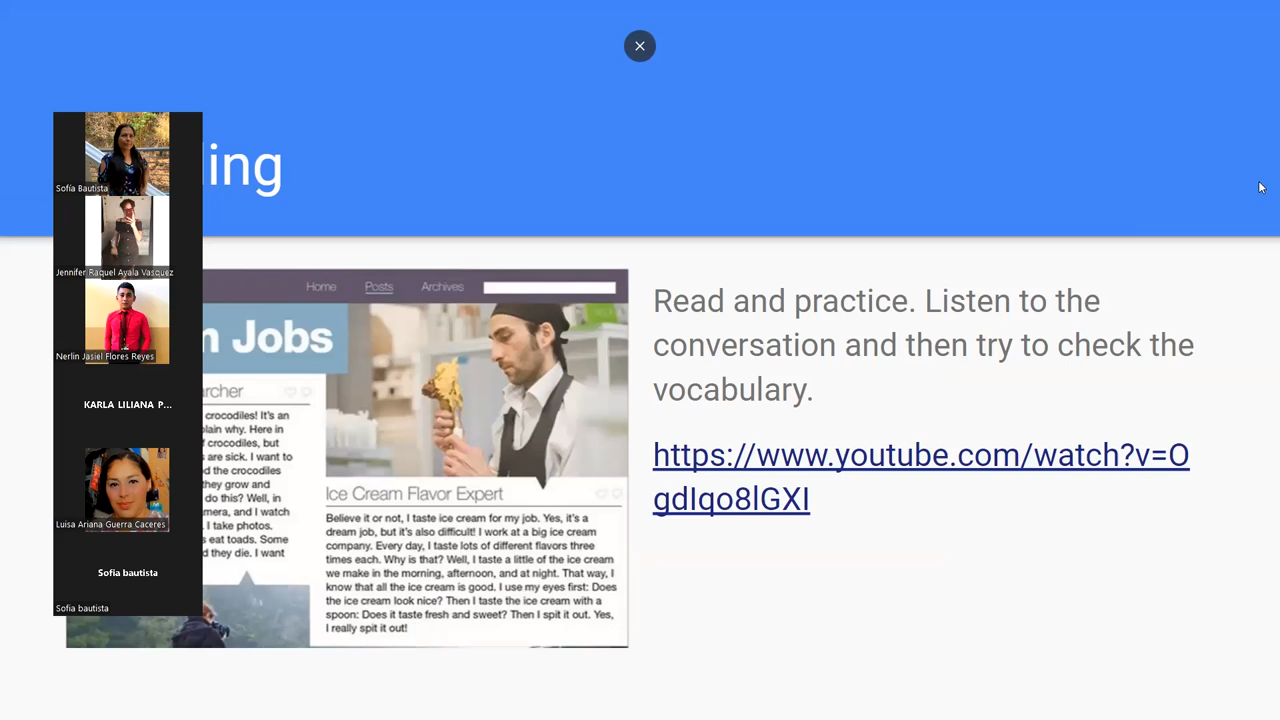 ling
Sofía Bautista
Jennifer Raquel Ayala Vasquez
Nerlin Jasiel Flores Reyes
KARLA LILIANA P...
Luisa Ariana Guerra Caceres
Sofia bautista
Sofia bautista
Home Posts Archives
Jobs
crocodiles! It's an
plain why. Here in
f crocodiles, but
are sick. I want to
d the crocodiles
they grow and
do this? Well, in
mera, and I watch
I take photos.
eat toads. Some
d they die. I want
Ice Cream Flavor Expert
Believe it or not, I taste ice cream for my job. Yes, it's a
dream job, but it's also difficult! I work at a big ice cream
company. Every day, I taste lots of different flavors three
times each. Why is that? Well, I taste a little of the ice cream
we make in the morning, afternoon, and at night. That way, I
know that all the ice cream is good. I use my eyes first: Does
the ice cream look nice? Then I taste the ice cream with a
spoon: Does it taste fresh and sweet? Then I spit it out. Yes,
I really spit it out!
Read and practice. Listen to the
conversation and then try to check the
vocabulary.
https://www.youtube.com/watch?v=O
gdIqo8lGXI